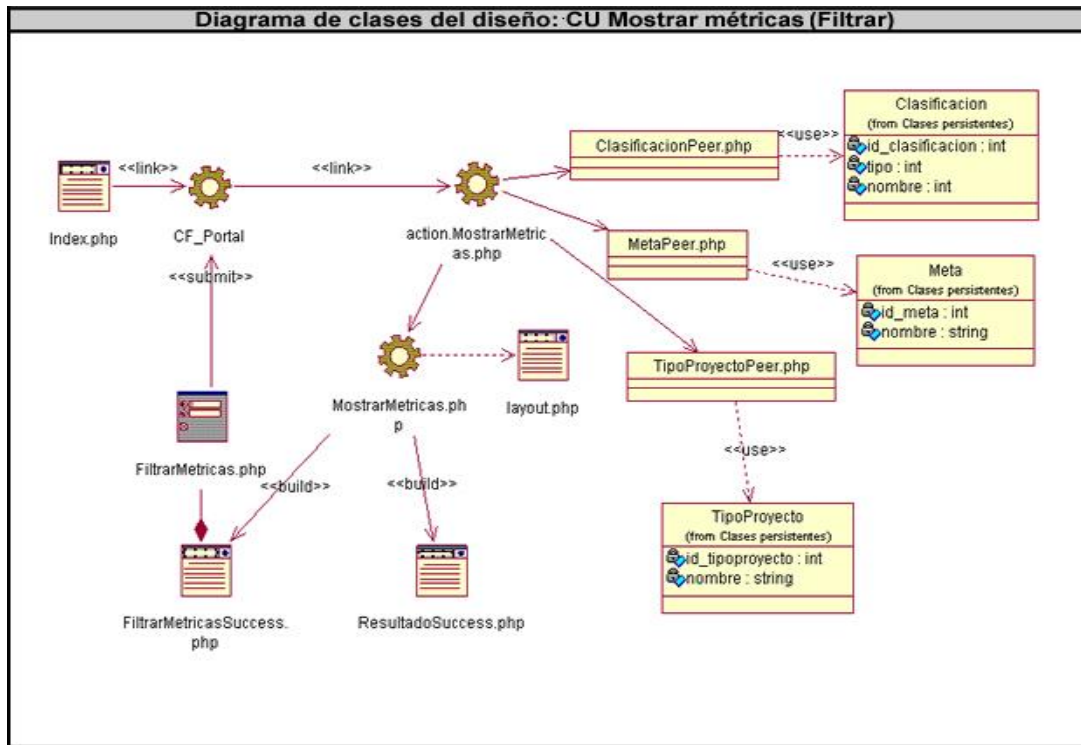 Diagrama de clases del diseño: CU Mostrar métricas (Filtrar)
Clasificacion
(from Clases persistentes)
id_clasificacion : int
tipo : int
nombre : int
<<use>>
ClasificacionPeer.php
<<link>>
<<link>>
Index.php
CF_Portal
action.MostrarMetric
as.php
MetaPeer.php
<<use>>
Meta
(from Clases persistentes)
id_meta : int
nombre : string
<<submit>>
TipoProyectoPeer.php
MostrarMetricas.ph
p
layout.php
<<use>>
FiltrarMetricas.php
<<build>>
<<build>>
TipoProyecto
(from Clases persistentes)
id_tipoproyecto : int
nombre : string
FiltrarMetricasSuccess.
php
ResultadoSuccess.php